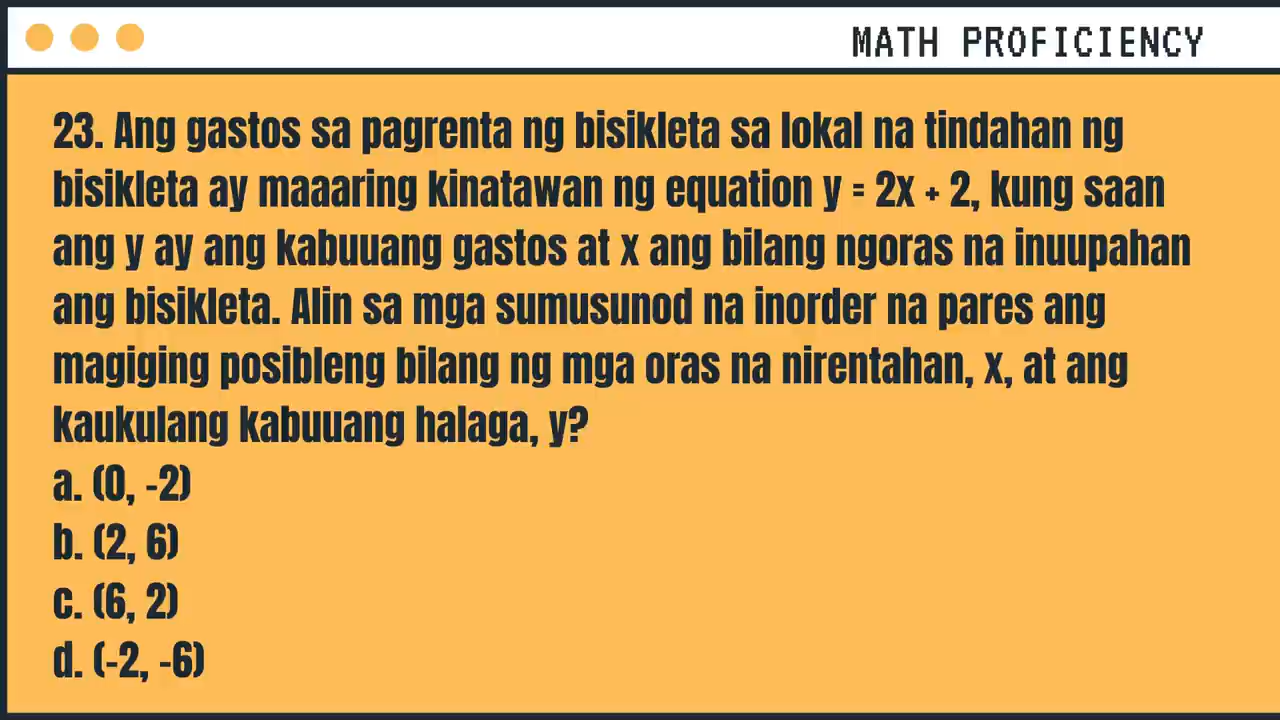 MATH PROFICIENCY
23. Ang gastos sa pagrenta ng bisikleta sa lokal na tindahan ng
bisikleta ay maaaring kinatawan ng equation y = 2x + 2, kung saan
ang y ay ang kabuuang gastos at x ang bilang ngoras na inuupahan
ang bisikleta. Alin sa mga sumusunod na inorder na pares ang
magiging posibleng bilang ng mga oras na nirentahan, x, at ang
kaukulang kabuuang halaga, y?
a. (0, -2)
b. (2, 6)
c. (6, 2)
d. (-2, -6)